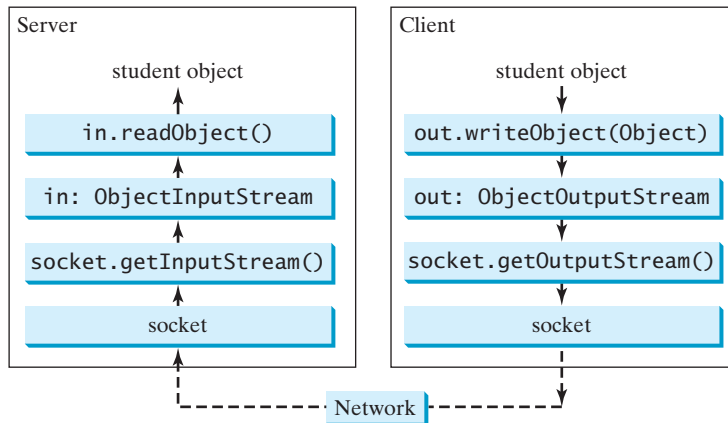 Server
student object
in.readObject()
in: ObjectInputStream
socket.getInputStream()
socket
Client
student object
out.writeObject(Object)
out: ObjectOutputStream
socket.getOutputStream()
socket
Network